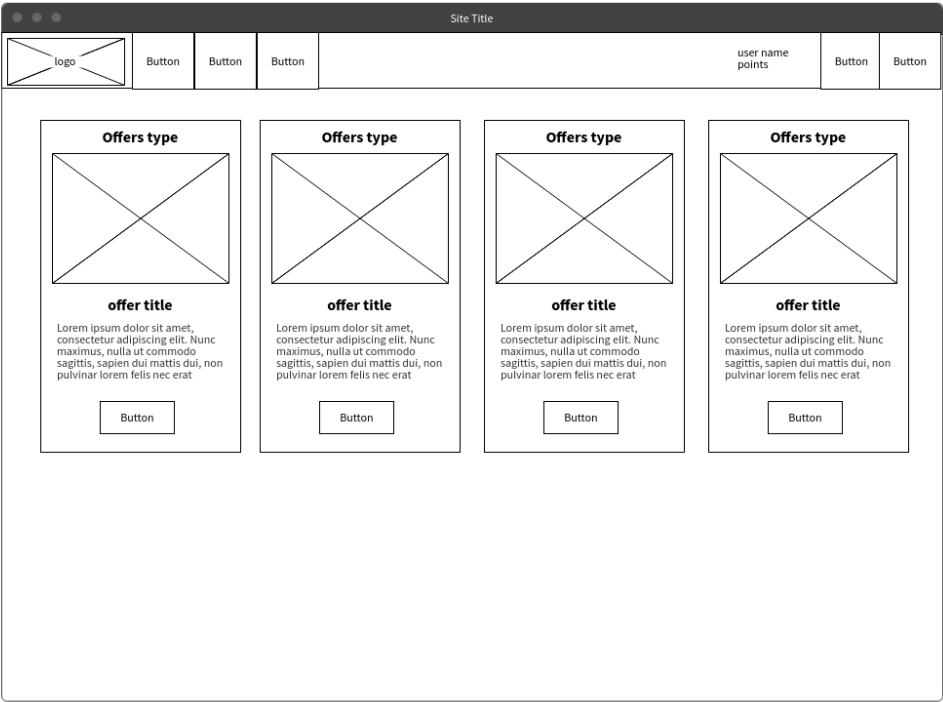 Site Title
logo
Button
Button
Button
user name
points
Button
Button
Offers type
offer title
Lorem ipsum dolor sit amet,
consectetur adipiscing elit. Nunc
maximus, nulla ut commodo
sagittis, sapien dui mattis dui, non
pulvinar lorem felis nec erat
Button
Offers type
offer title
Lorem ipsum dolor sit amet,
consectetur adipiscing elit. Nunc
maximus, nulla ut commodo
sagittis, sapien dui mattis dui, non
pulvinar lorem felis nec erat
Button
Offers type
offer title
Lorem ipsum dolor sit amet,
consectetur adipiscing elit. Nunc
maximus, nulla ut commodo
sagittis, sapien dui mattis dui, non
pulvinar lorem felis nec erat
Button
Offers type
offer title
Lorem ipsum dolor sit amet,
consectetur adipiscing elit. Nunc
maximus, nulla ut commodo
sagittis, sapien dui mattis dui, non
pulvinar lorem felis nec erat
Button